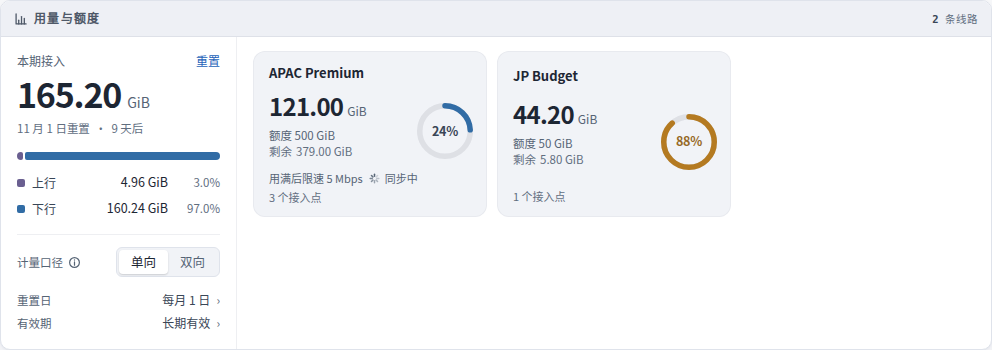 用量与额度
2 条线路
本期接入 重置
165.20 GiB
11 月 1 日重置 • 9 天后
上行 4.96 GiB 3.0%
下行 160.24 GiB 97.0%
计量口径 单向 双向
重置日 每月 1 日 ›
有效期 长期有效 ›
APAC Premium
121.00 GiB
额度 500 GiB
剩余 379.00 GiB
24%
用满后限速 5 Mbps 同步中
3 个接入点
JP Budget
44.20 GiB
额度 50 GiB
剩余 5.80 GiB
88%
1 个接入点